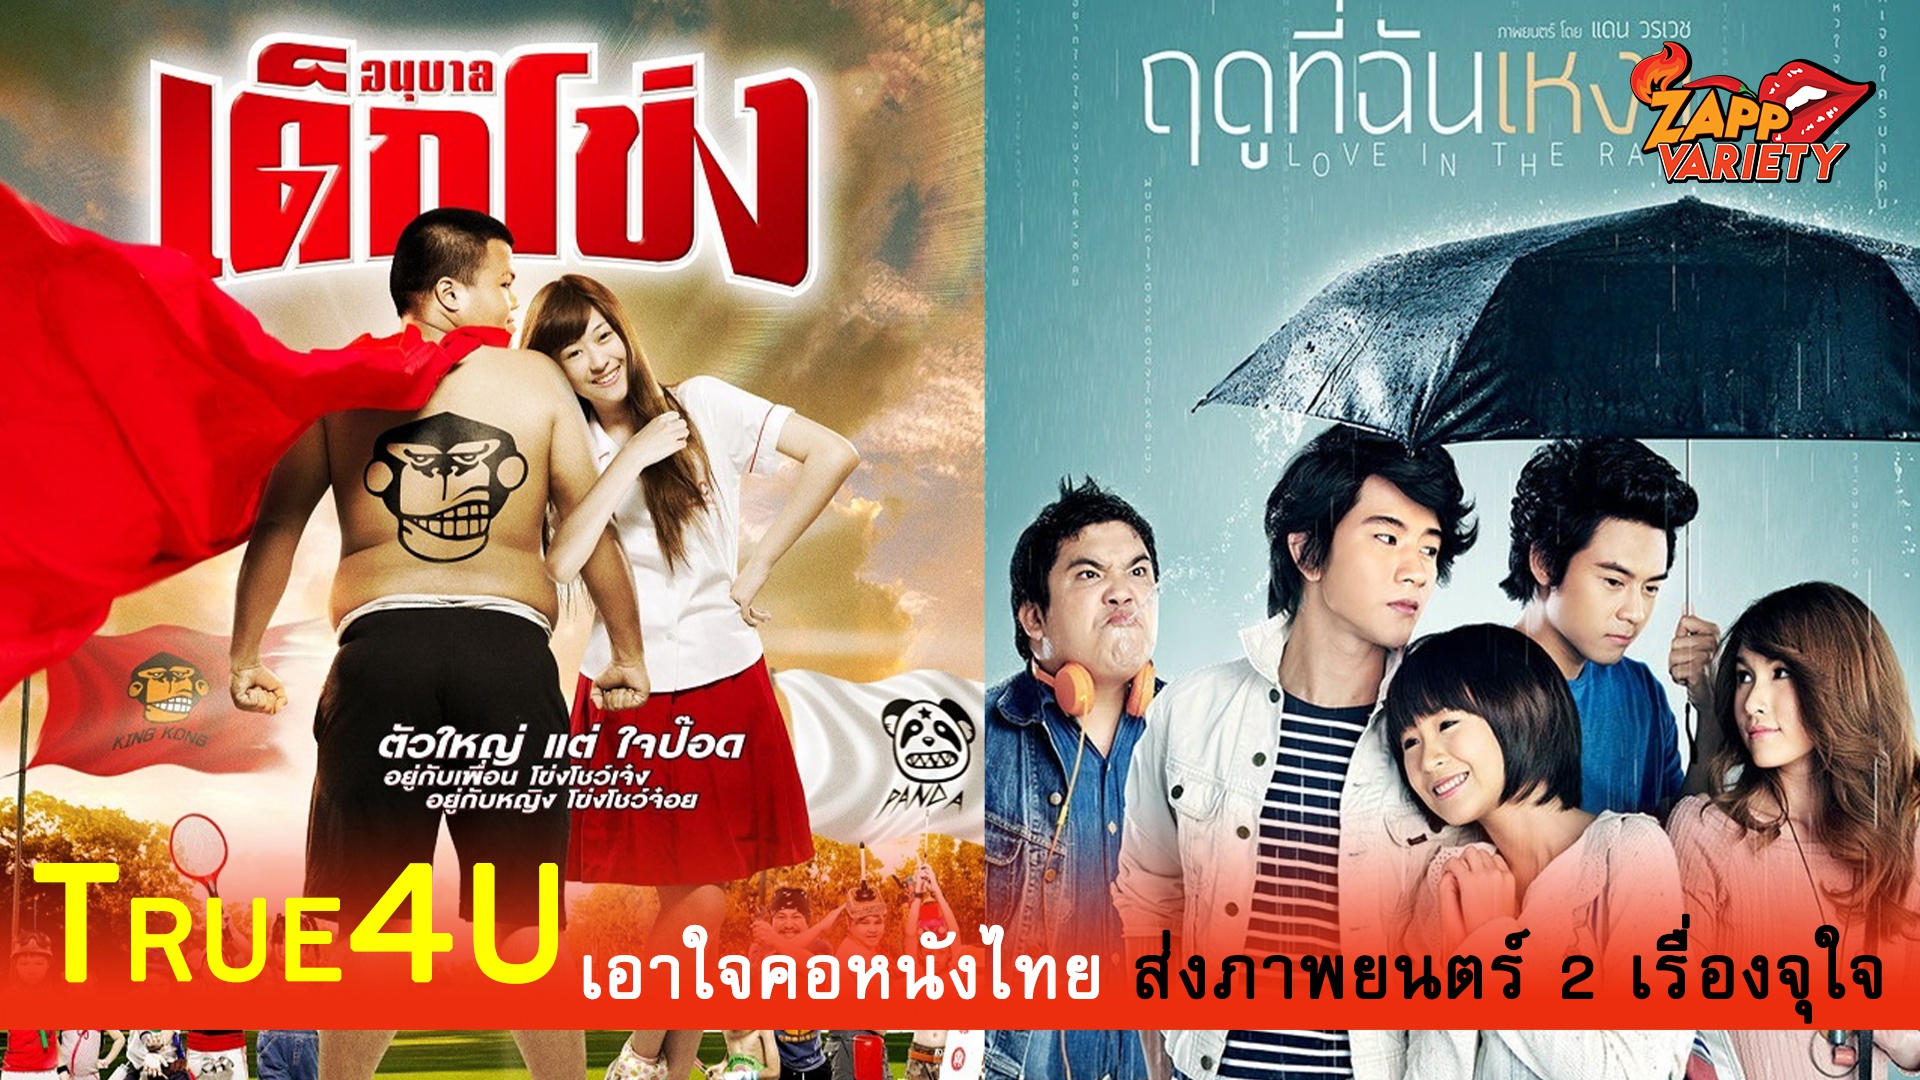 อนุบาล
เด็กโข่ง
KING KONG
PANDA
ตัวใหญ่ แต่ ใจป๊อด
อยู่กับเพื่อน โข่งโชว์เจ๋ง
อยู่กับหญิง โข่งโชว์จ๋อย
ภาพยนตร์ โดย แดน วรเวช
ฤดูที่ฉันเหง
LOVE IN THE RA
ZAPP
VARIETY
TRUE4U
เอาใจคอหนังไทย ส่งภาพยนตร์ 2 เรื่องจุใจ